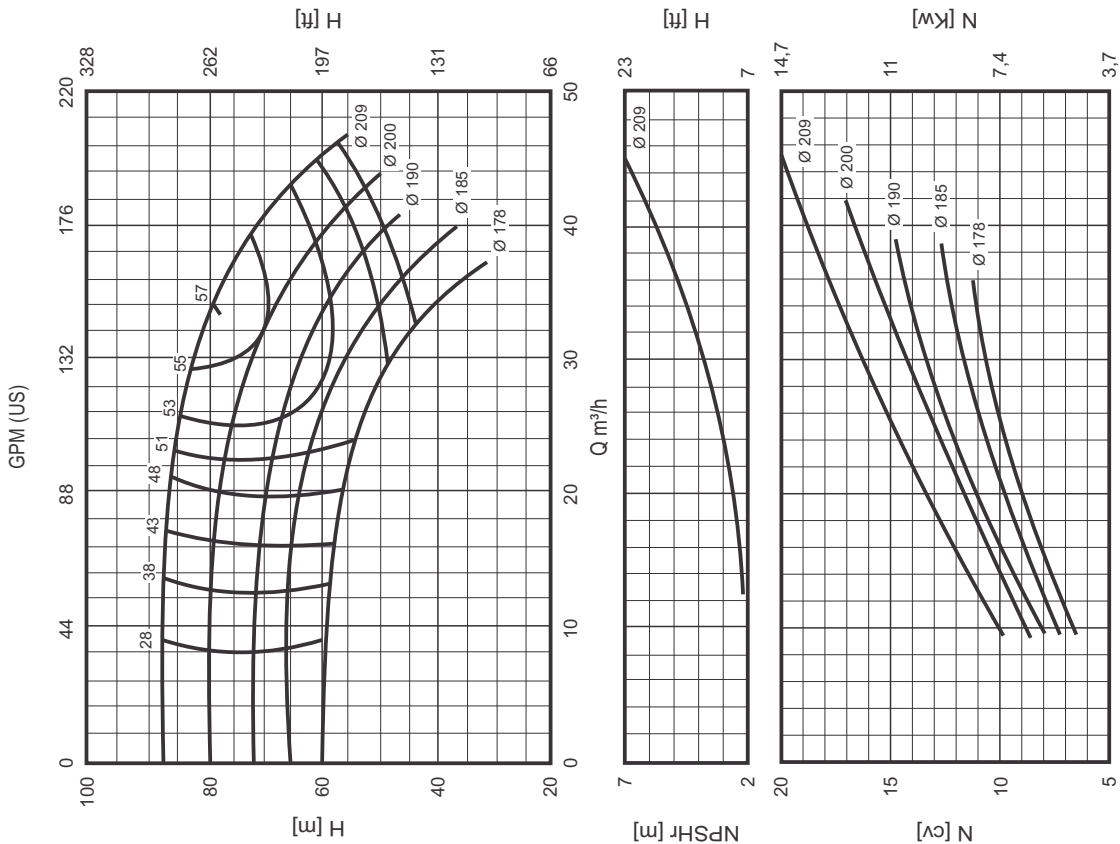 GPM (US)
0 44 88 132 176 220
H [m]
100 80 60 40 20
H [ft]
328 262 197 131 66
28 38 43 48 51 53 55 57
Ø 209
Ø 200
Ø 190
Ø 185
Ø 178
0 10 20 30 40 50
Q m³/h
NPSHr [m]
7 2
H [ft]
23 7
Ø 209
N [cv]
20 15 10 5
N [Kw]
14,7 11 7,4 3,7
Ø 209
Ø 200
Ø 190
Ø 185
Ø 178